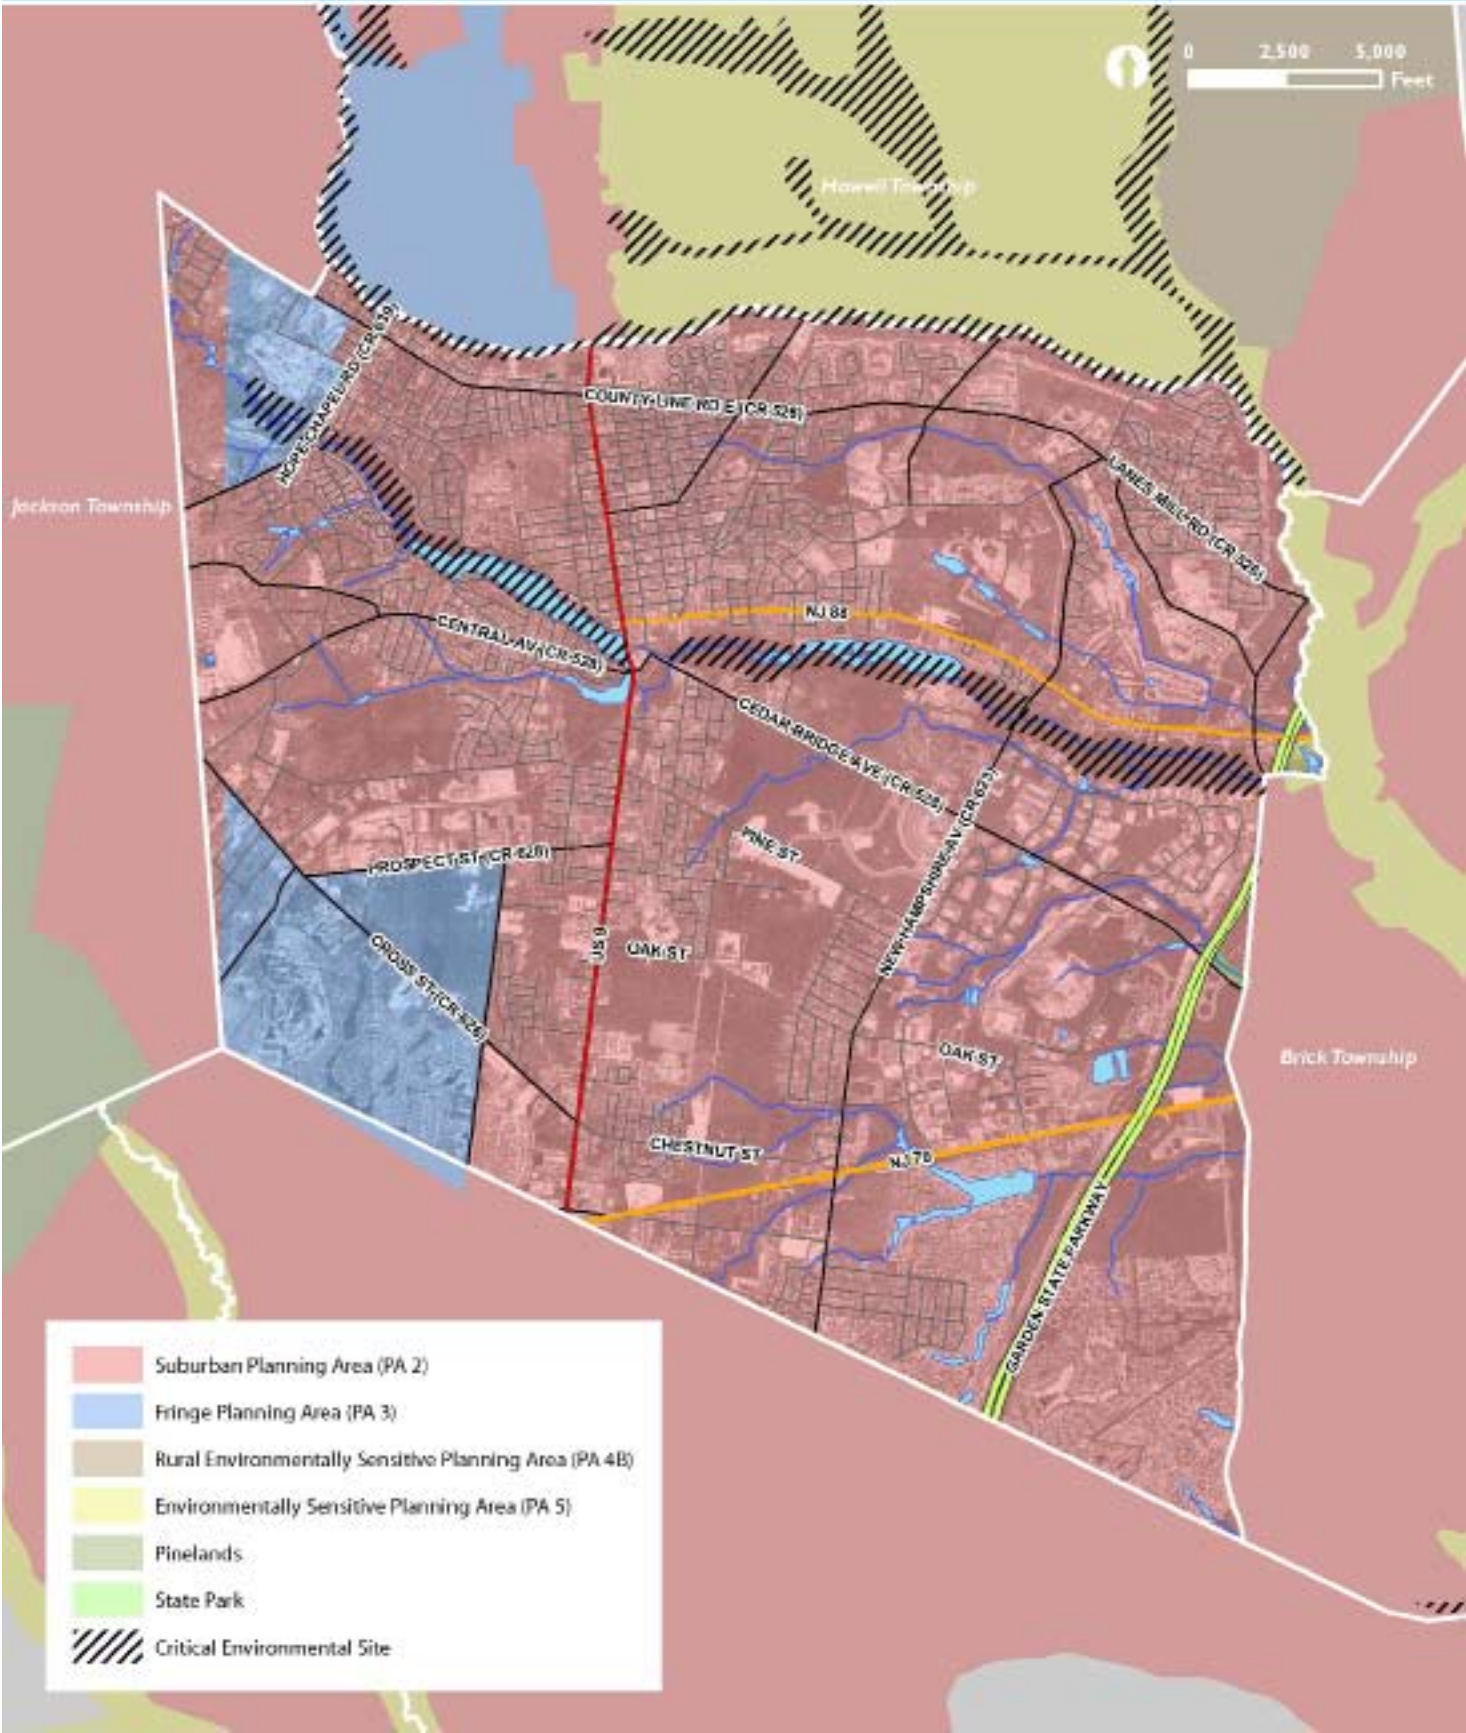 0 2,500 5,000
Feet
Howell Township
HOPE CHAPEL RD (CR 639)
COUNTY LINE RD E (CR 526)
LANES MILL RD (CR 526)
Jackson Township
NJ 88
CENTRAL AV (CR 528)
CEDAR BRIDGE AVE (CR 528)
NEW HAMPSHIRE AV (CR 623)
PINE ST
PROSPECT ST (CR 628)
US 9
OAK ST
CROSS ST (CR 626)
OAK ST
Brick Township
CHESTNUT ST
NJ 70
GARDEN STATE PARKWAY
Suburban Planning Area (PA 2)
Fringe Planning Area (PA 3)
Rural Environmentally Sensitive Planning Area (PA 4B)
Environmentally Sensitive Planning Area (PA 5)
Pinelands
State Park
Critical Environmental Site